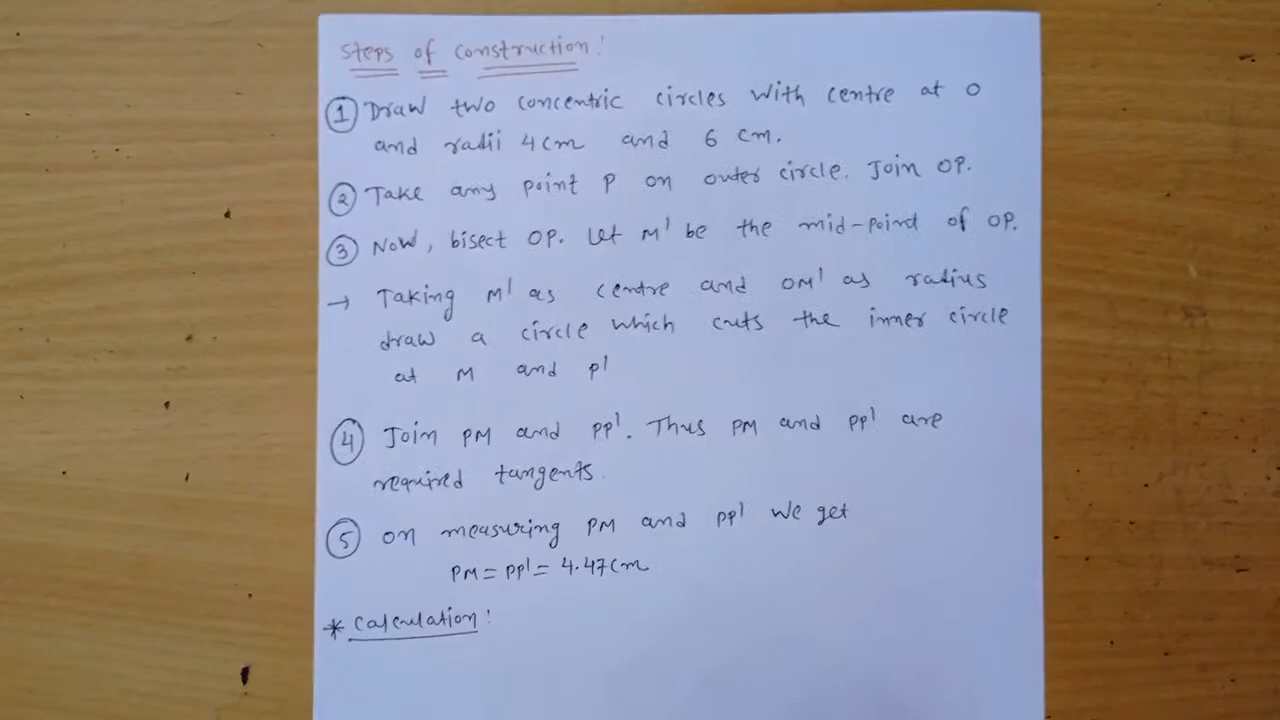 Steps of construction:
① Draw two concentric circles with centre at O
and radii 4cm and 6 cm.
② Take any point P on outer circle. Join OP.
③ Now, bisect OP. Let M' be the mid-point of OP.
→ Taking M' as centre and OM' as radius
draw a circle which cuts the inner circle
at M and P'
④ Join PM and PP'. Thus PM and PP' are
required tangents.
⑤ on measuring PM and PP' we get
PM = PP' = 4.47cm
* Calculation: